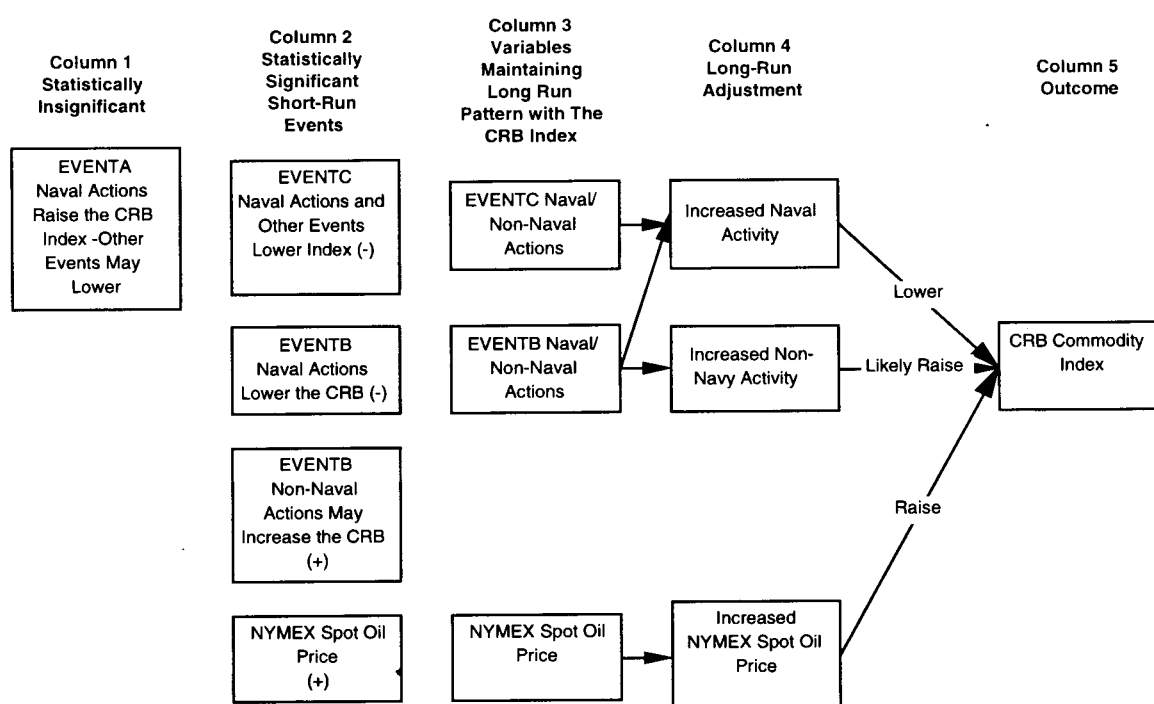 Column 1
Statistically
Insignificant
Column 2
Statistically
Significant
Short-Run
Events
Column 3
Variables
Maintaining
Long Run
Pattern with The
CRB Index
Column 4
Long-Run
Adjustment
Column 5
Outcome
EVENTA
Naval Actions
Raise the CRB
Index -Other
Events May
Lower
EVENTC
Naval Actions and
Other Events
Lower Index (-)
EVENTB
Naval Actions
Lower the CRB (-)
EVENTB
Non-Naval
Actions May
Increase the CRB
(+)
NYMEX Spot Oil
Price
(+)
EVENTC Naval/
Non-Naval
Actions
EVENTB Naval/
Non-Naval
Actions
NYMEX Spot Oil
Price
Increased Naval
Activity
Increased Non-
Navy Activity
Increased
NYMEX Spot Oil
Price
Lower
Likely Raise
Raise
CRB Commodity
Index